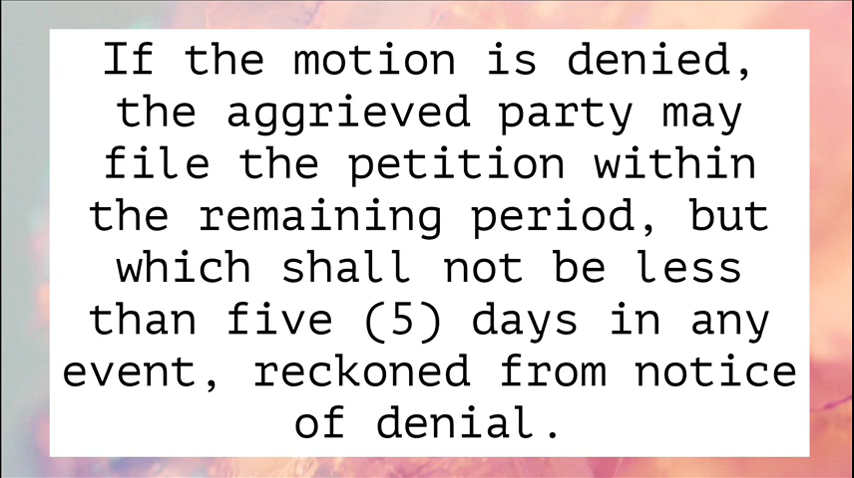 If the motion is denied,
the aggrieved party may
file the petition within
the remaining period, but
which shall not be less
than five (5) days in any
event, reckoned from notice
of denial.